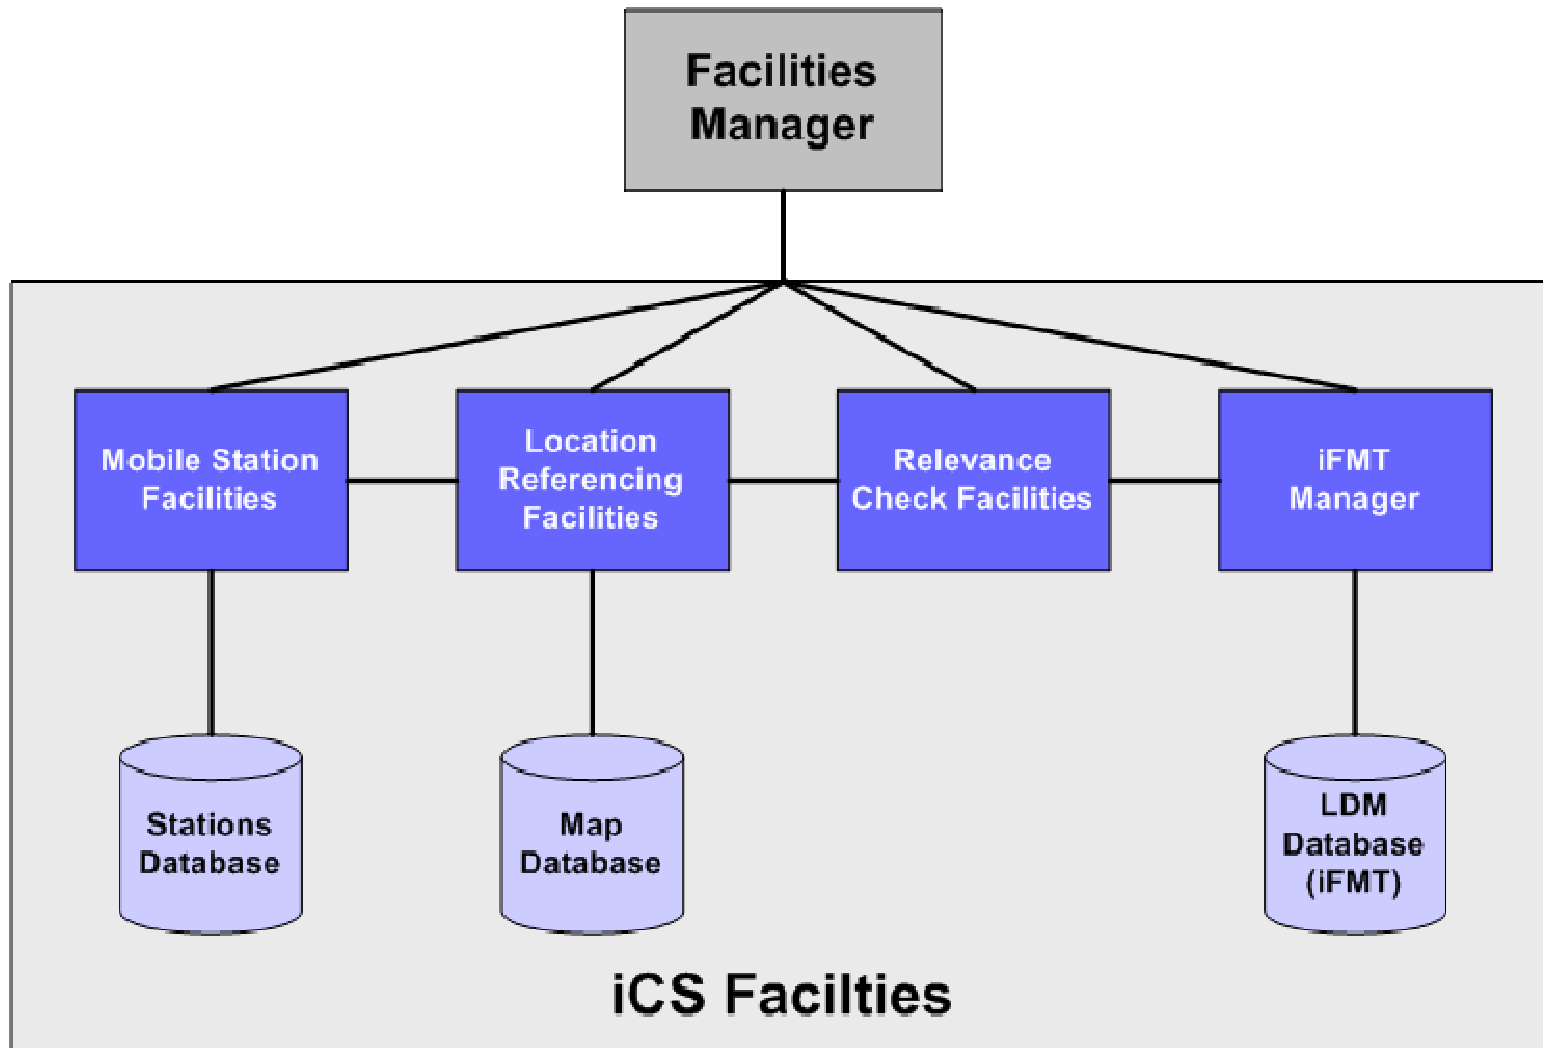 Facilities
Manager
Mobile Station
Facilities
Location
Referencing
Facilities
Relevance
Check Facilities
iFMT
Manager
Stations
Database
Map
Database
LDM
Database
(iFMT)
iCS Facilties